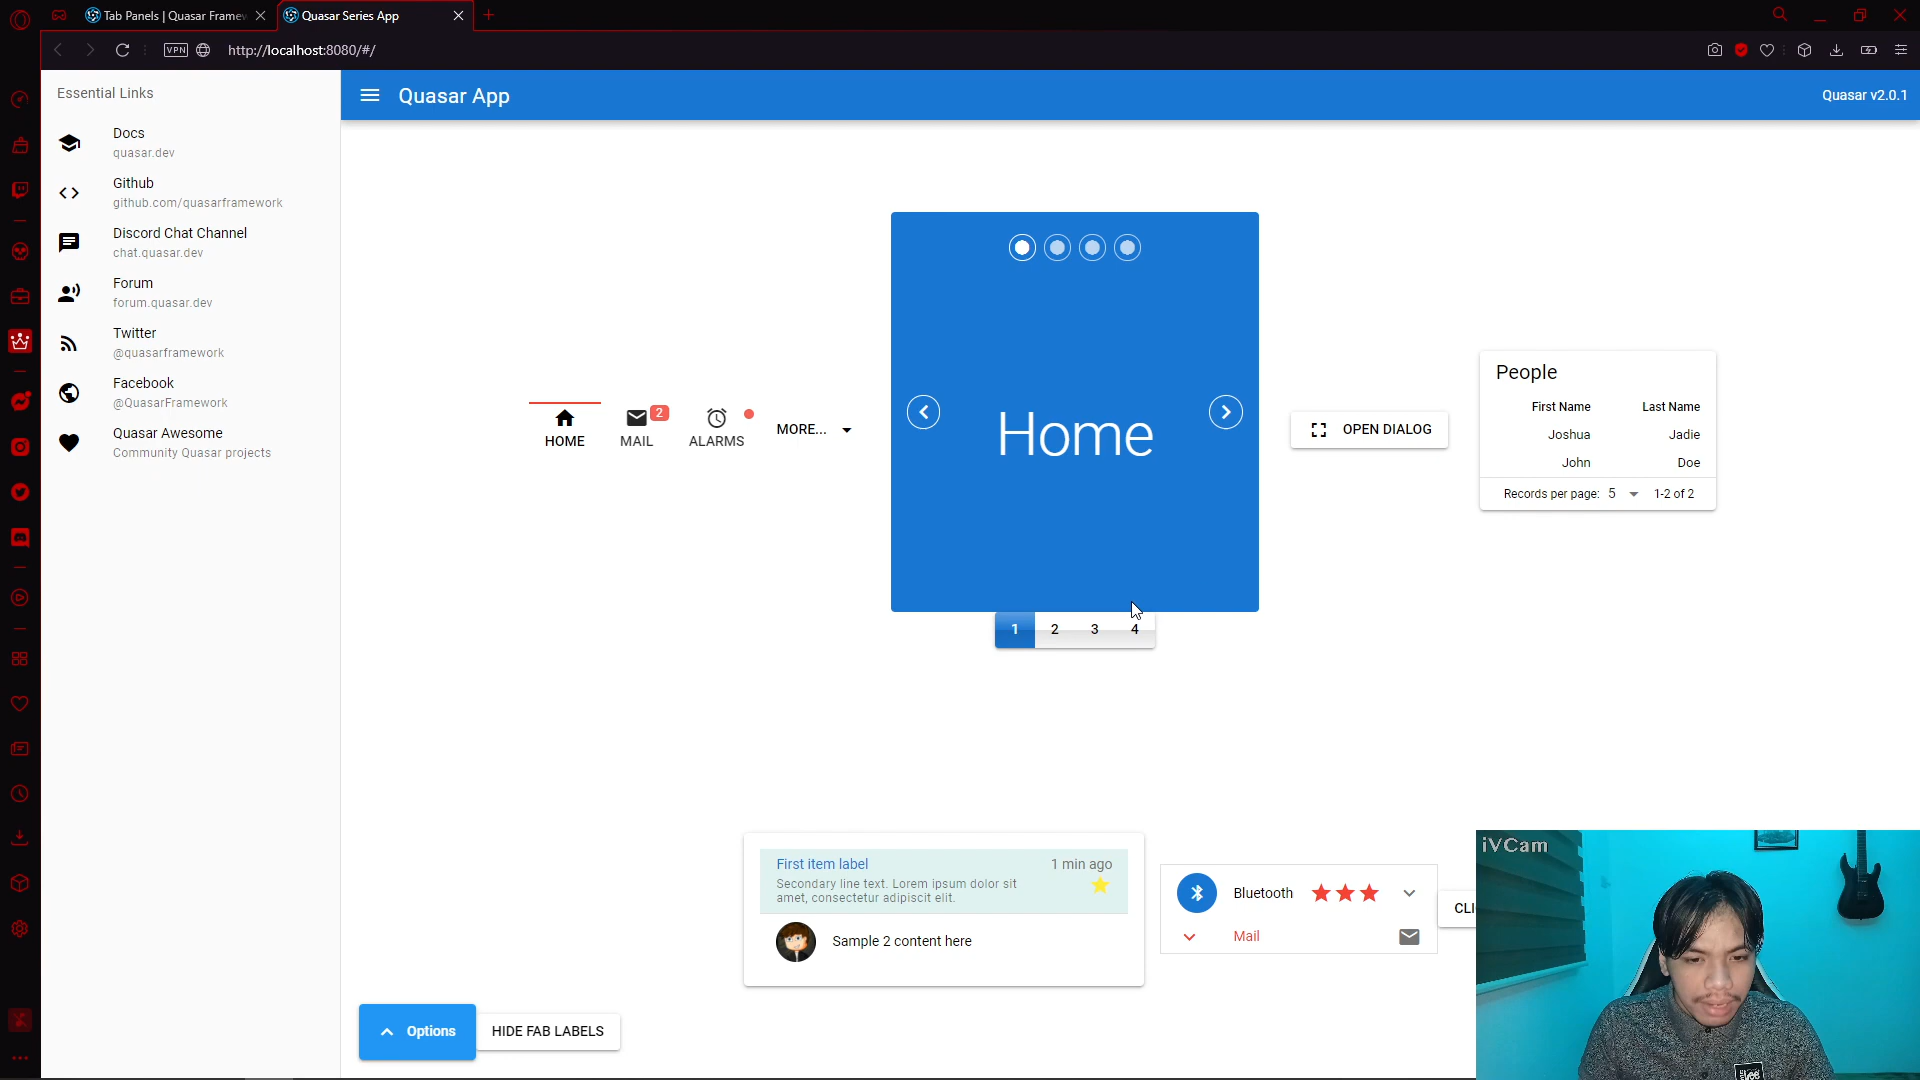 Tab Panels | Quasar Framew
Quasar Series App
VPN
http://localhost:8080/#/
Essential Links
Docs
quasar.dev
Github
github.com/quasarframework
Discord Chat Channel
chat.quasar.dev
Forum
forum.quasar.dev
Twitter
@quasarframework
Facebook
@QuasarFramework
Quasar Awesome
Community Quasar projects
Quasar App
Quasar v2.0.1
HOME
MAIL
2
ALARMS
MORE...
Home
1 2 3 4
OPEN DIALOG
People
First Name Last Name
Joshua Jadie
John Doe
Records per page: 5 1-2 of 2
First item label 1 min ago
Secondary line text. Lorem ipsum dolor sit
amet, consectetur adipiscit elit.
Sample 2 content here
Bluetooth
Mail
CLI
Options
HIDE FAB LABELS
iVCam